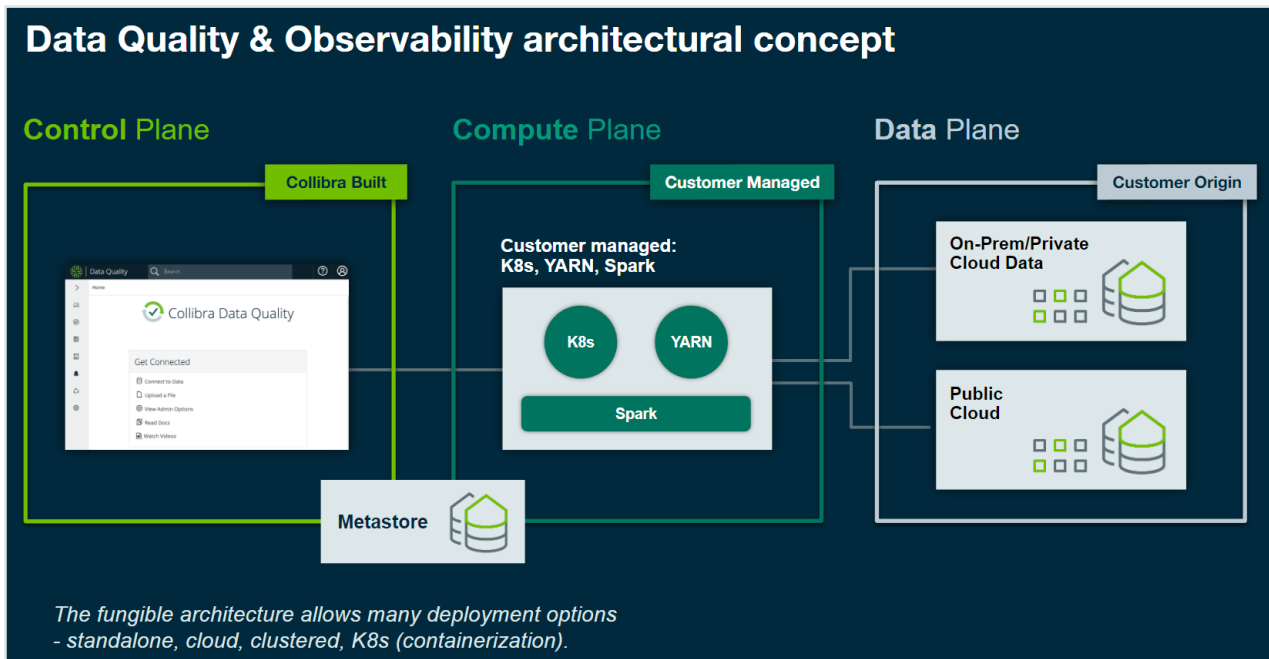 Data Quality & Observability architectural concept
Control Plane
Compute Plane
Data Plane
Collibra Built
Customer Managed
Customer Origin
Data Quality
Search
Home
Collibra Data Quality
Get Connected
Connect to Data
Upload a File
View Admin Options
Read Docs
Watch Videos
Customer managed:
K8s, YARN, Spark
K8s
YARN
Spark
On-Prem/Private
Cloud Data
Public
Cloud
Metastore
The fungible architecture allows many deployment options
- standalone, cloud, clustered, K8s (containerization).